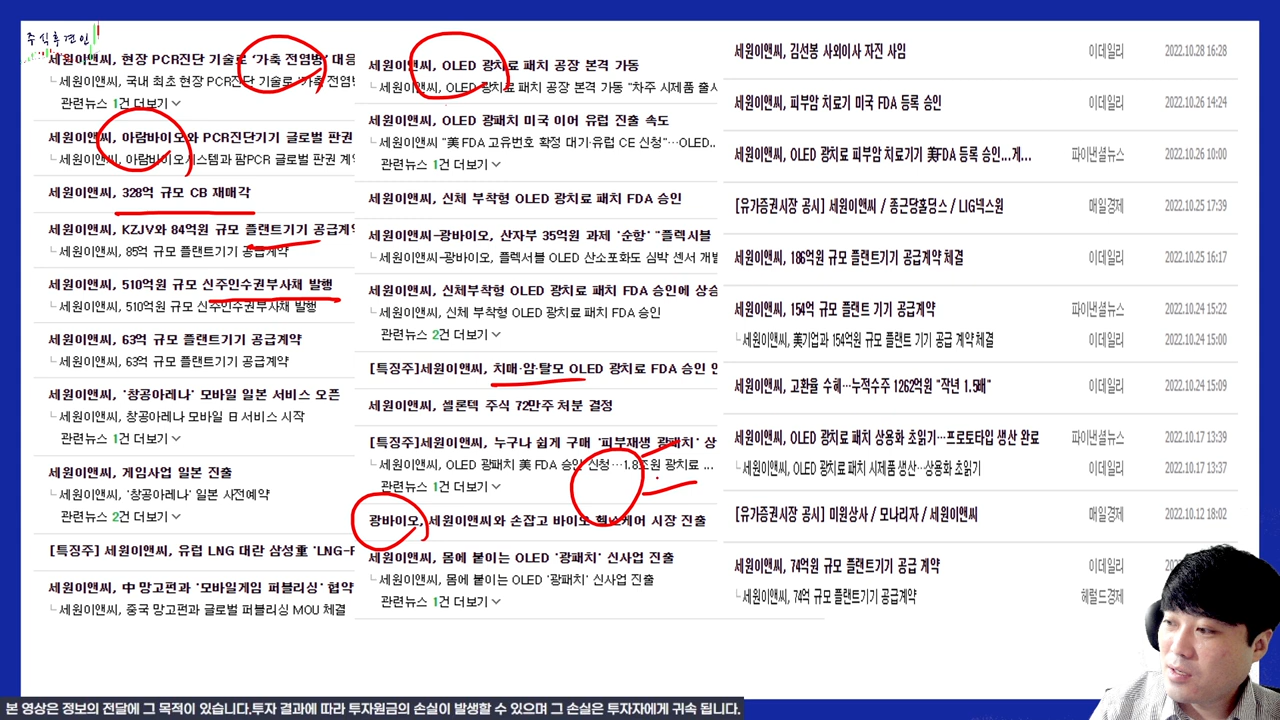 주식후견인
세원이앤씨, 현장 PCR진단 기술로 '가축 전염병' 대응
세원이앤씨, 국내 최초 현장 PCR진단 기술로 '가축 전염병
관련뉴스 1건 더보기
세원이앤씨, 아람바이오와 PCR진단기기 글로벌 판권
세원이앤씨, 아람바이오시스템과 팜PCR 글로벌 판권 계약
세원이앤씨, 328억 규모 CB 재매각
세원이앤씨, KZJV와 84억원 규모 플랜트기기 공급계약
세원이앤씨, 85억 규모 플랜트기기 공급계약
세원이앤씨, 510억원 규모 신주인수권부사채 발행
세원이앤씨, 510억원 규모 신주인수권부사채 발행
세원이앤씨, 63억 규모 플랜트기기 공급계약
세원이앤씨, 63억 규모 플랜트기기 공급계약
세원이앤씨, '창공아레나' 모바일 일본 서비스 오픈
세원이앤씨, 창공아레나 모바일 日 서비스 시작
관련뉴스 1건 더보기
세원이앤씨, 게임사업 일본 진출
세원이앤씨, '창공아레나' 일본 사전예약
관련뉴스 2건 더보기
[특징주] 세원이앤씨, 유럽 LNG 대란 삼성重 'LNG-F
세원이앤씨, 中 망고편과 '모바일게임 퍼블리싱' 협약
세원이앤씨, 중국 망고편과 글로벌 퍼블리싱 MOU 체결
세원이앤씨, OLED 광치료 패치 공장 본격 가동
세원이앤씨, OLED 광치료 패치 공장 본격 가동 "차주 시제품 출시
세원이앤씨, OLED 광패치 미국 이어 유럽 진출 속도
세원이앤씨 "美 FDA 고유번호 확정 대기·유럽 CE 신청"…OLED..
관련뉴스 1건 더보기
세원이앤씨, 신체 부착형 OLED 광치료 패치 FDA 승인
세원이앤씨-광바이오, 산자부 35억원 과제 '순항' "플렉서블
세원이앤씨-광바이오, 플렉서블 OLED 산소포화도 심박 센서 개발
세원이앤씨, 신체부착형 OLED 광치료 패치 FDA 승인에 상승
세원이앤씨, 신체 부착형 OLED 광치료 패치 FDA 승인
관련뉴스 2건 더보기
[특징주]세원이앤씨, 치매·암·탈모 OLED 광치료 FDA 승인 인
세원이앤씨, 셀론텍 주식 72만주 처분 결정
[특징주]세원이앤씨, 누구나 쉽게 구매 '피부재생 광패치' 상
세원이앤씨, OLED 광패치 美 FDA 승인 신청…1.8조원 광치료 ...
관련뉴스 1건 더보기
광바이오, 세원이앤씨와 손잡고 바이오 헬스케어 시장 진출
세원이앤씨, 몸에 붙이는 OLED '광패치' 신사업 진출
세원이앤씨, 몸에 붙이는 OLED '광패치' 신사업 진출
관련뉴스 1건 더보기
세원이앤씨, 김선봉 사외이사 자진 사임 이데일리 2022.10.28 16:28
세원이앤씨, 피부암 치료기 미국 FDA 등록 승인 이데일리 2022.10.26 14:24
세원이앤씨, OLED 광치료 피부암 치료기기 美FDA 등록 승인…게... 파이낸셜뉴스 2022.10.26 10:00
[유가증권시장 공시] 세원이앤씨 / 종근당홀딩스 / LIG넥스원 매일경제 2022.10.25 17:39
세원이앤씨, 186억원 규모 플랜트기기 공급계약 체결 이데일리 2022.10.25 16:17
세원이앤씨, 154억 규모 플랜트 기기 공급계약 파이낸셜뉴스 2022.10.24 15:22
세원이앤씨, 美기업과 154억원 규모 플랜트 기기 공급 계약 체결 이데일리 2022.10.24 15:00
세원이앤씨, 고환율 수혜…누적수주 1262억원 "작년 1.5배" 이데일리 2022.10.24 15:09
세원이앤씨, OLED 광치료 패치 상용화 초읽기…프로토타입 생산 완료 파이낸셜뉴스 2022.10.17 13:39
세원이앤씨, OLED 광치료 패치 시제품 생산…상용화 초읽기 이데일리 2022.10.17 13:37
[유가증권시장 공시] 미원상사 / 모나리자 / 세원이앤씨 매일경제 2022.10.12 18:02
세원이앤씨, 74억원 규모 플랜트기기 공급 계약 이데일리
세원이앤씨, 74억 규모 플랜트기기 공급계약 헤럴드경제
본 영상은 정보의 전달에 그 목적이 있습니다.투자 결과에 따라 투자원금의 손실이 발생할 수 있으며 그 손실은 투자자에게 귀속 됩니다.